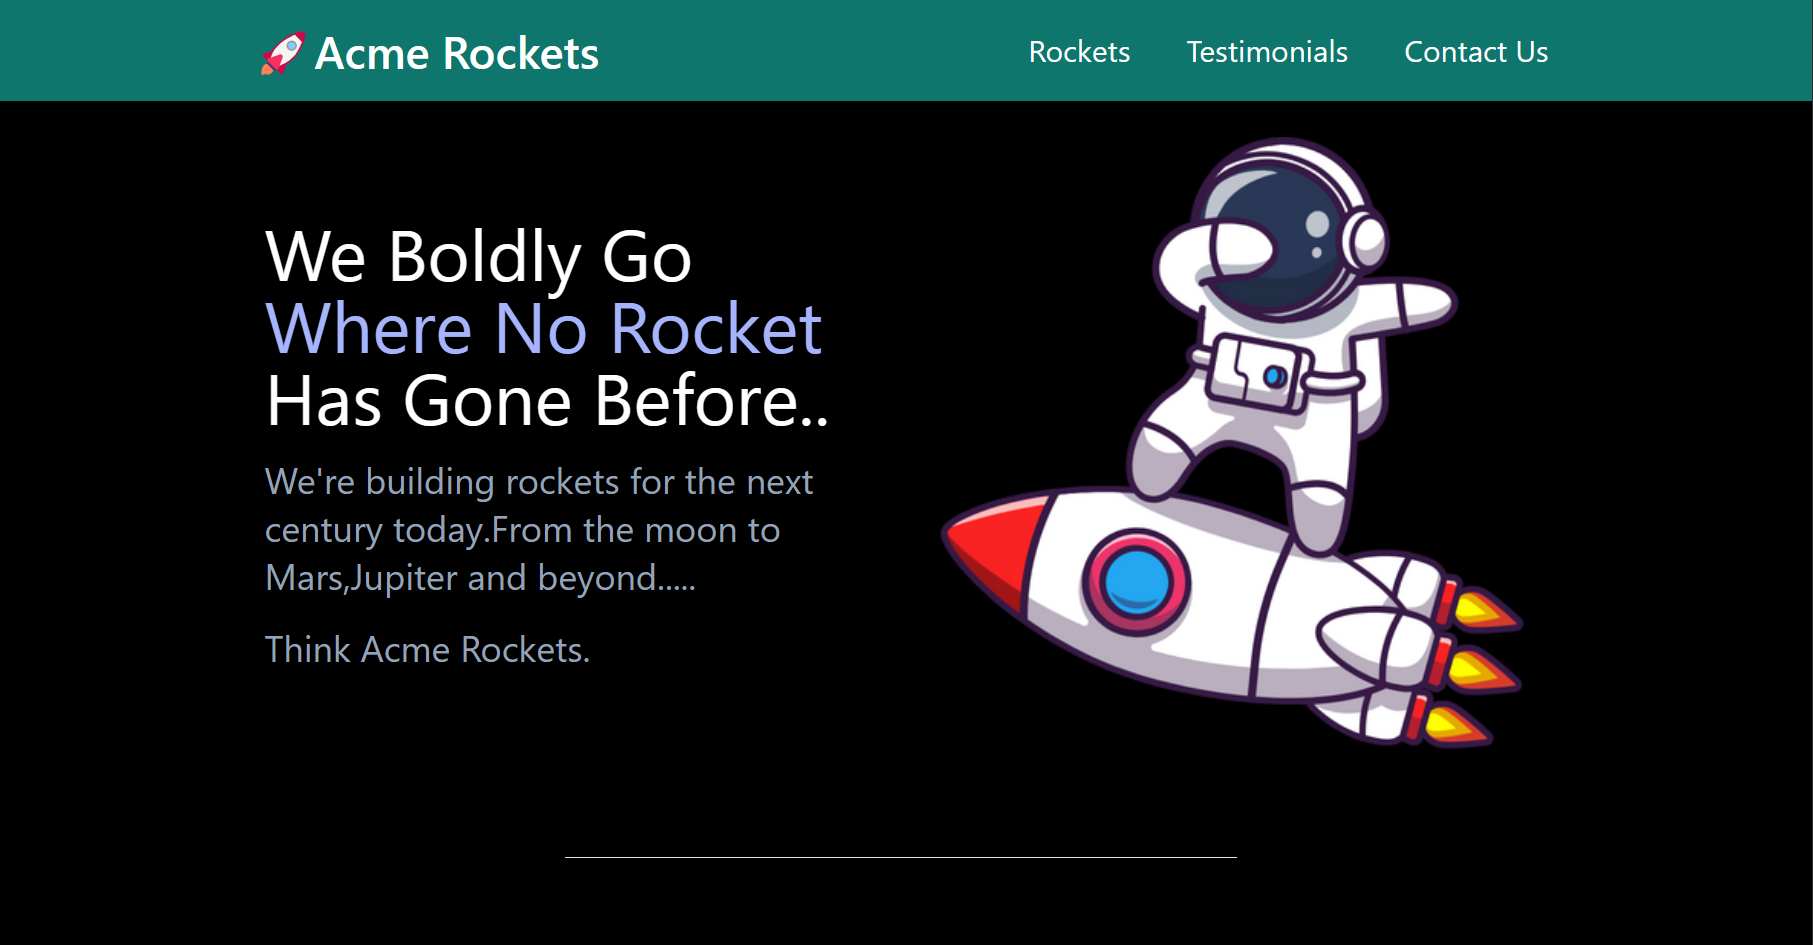 🚀 Acme Rockets
Rockets Testimonials Contact Us
We Boldly Go
Where No Rocket
Has Gone Before..
We're building rockets for the next
century today.From the moon to
Mars,Jupiter and beyond.....
Think Acme Rockets.